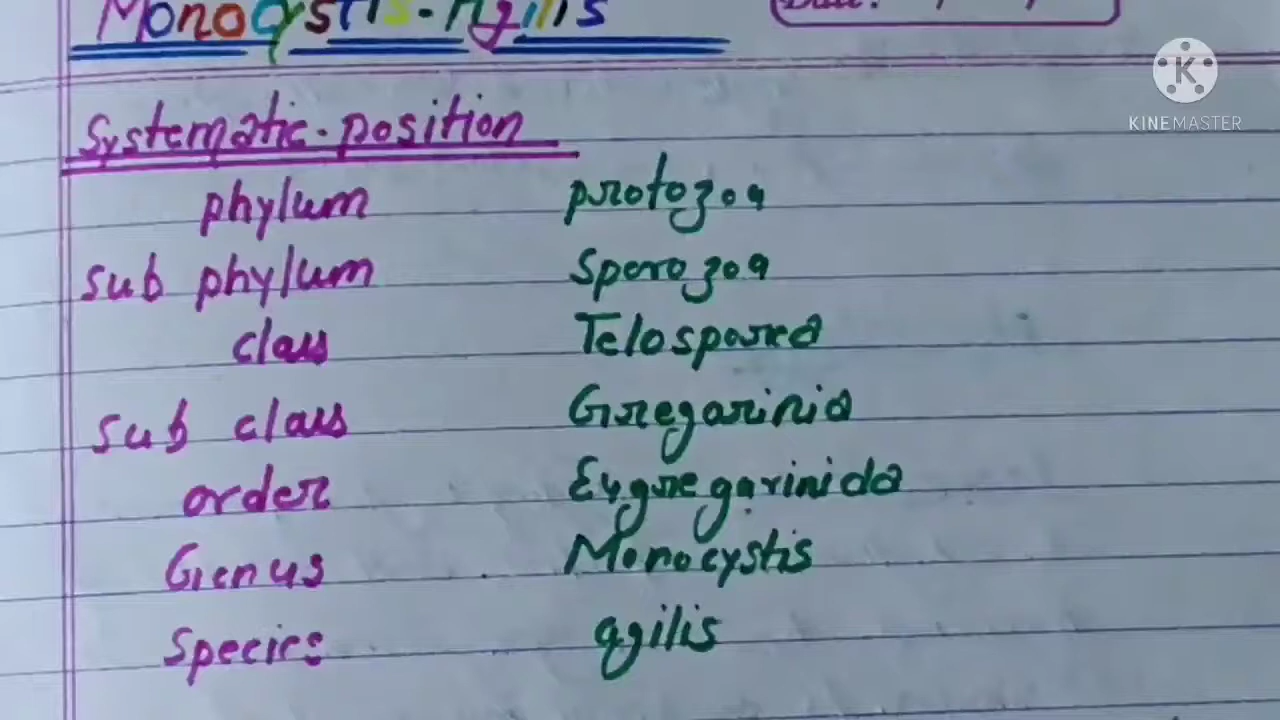 Monocystis-Agilis
Date:
K
KINEMASTER
Systematic-position
phylum protozoa
sub phylum Sporozoa
class Telosporea
sub class Gregarinia
order Eugregarinida
Genus Monocystis
Species agilis